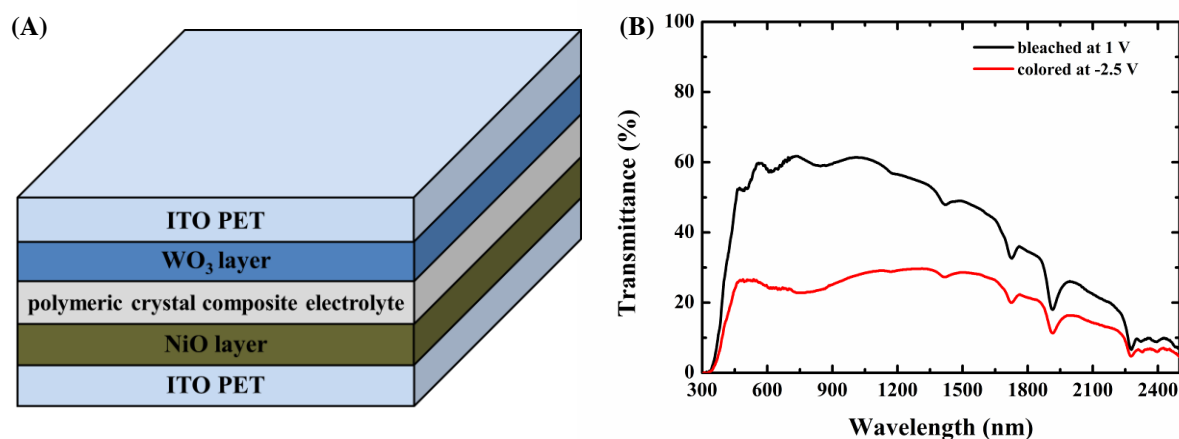 (A)
ITO PET
WO₃ layer
polymeric crystal composite electrolyte
NiO layer
ITO PET
(B)
bleached at 1 V
colored at -2.5 V
Transmittance (%)
100
80
60
40
20
0
300 600 900 1200 1500 1800 2100 2400
Wavelength (nm)